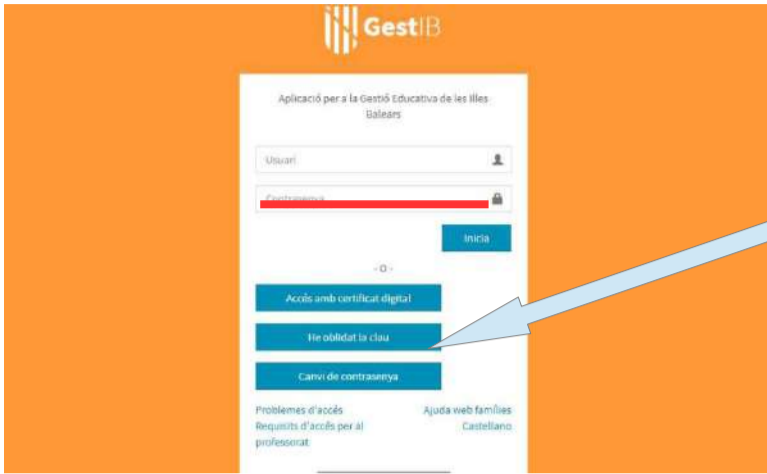 GestIB
Aplicació per a la Gestió Educativa de les Illes
Balears
Usuari
Contrasenya
Inicia
- O -
Accés amb certificat digital
He oblidat la clau
Canvi de contrasenya
Problemes d'accés
Ajuda web famílies
Requisits d'accés per al
professorat
Castellano